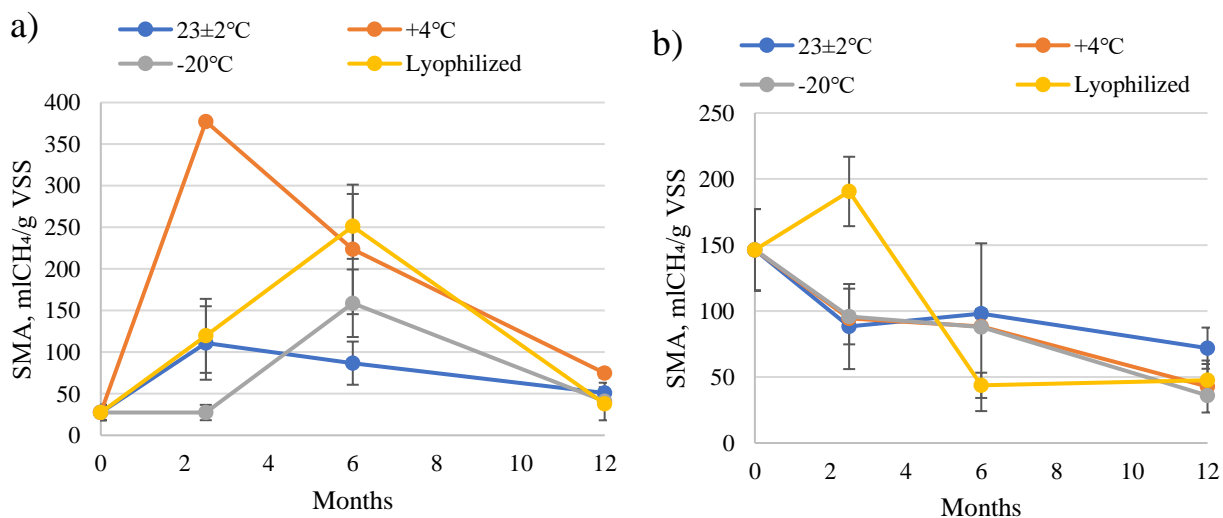 a)
23±2°C
+4°C
-20°C
Lyophilized
SMA, mlCH₄/g VSS
400
350
300
250
200
150
100
50
0
0 2 4 6 8 10 12
Months
b)
23±2°C
+4°C
-20°C
Lyophilized
SMA, mlCH₄/g VSS
250
200
150
100
50
0
0 2 4 6 8 10 12
Months